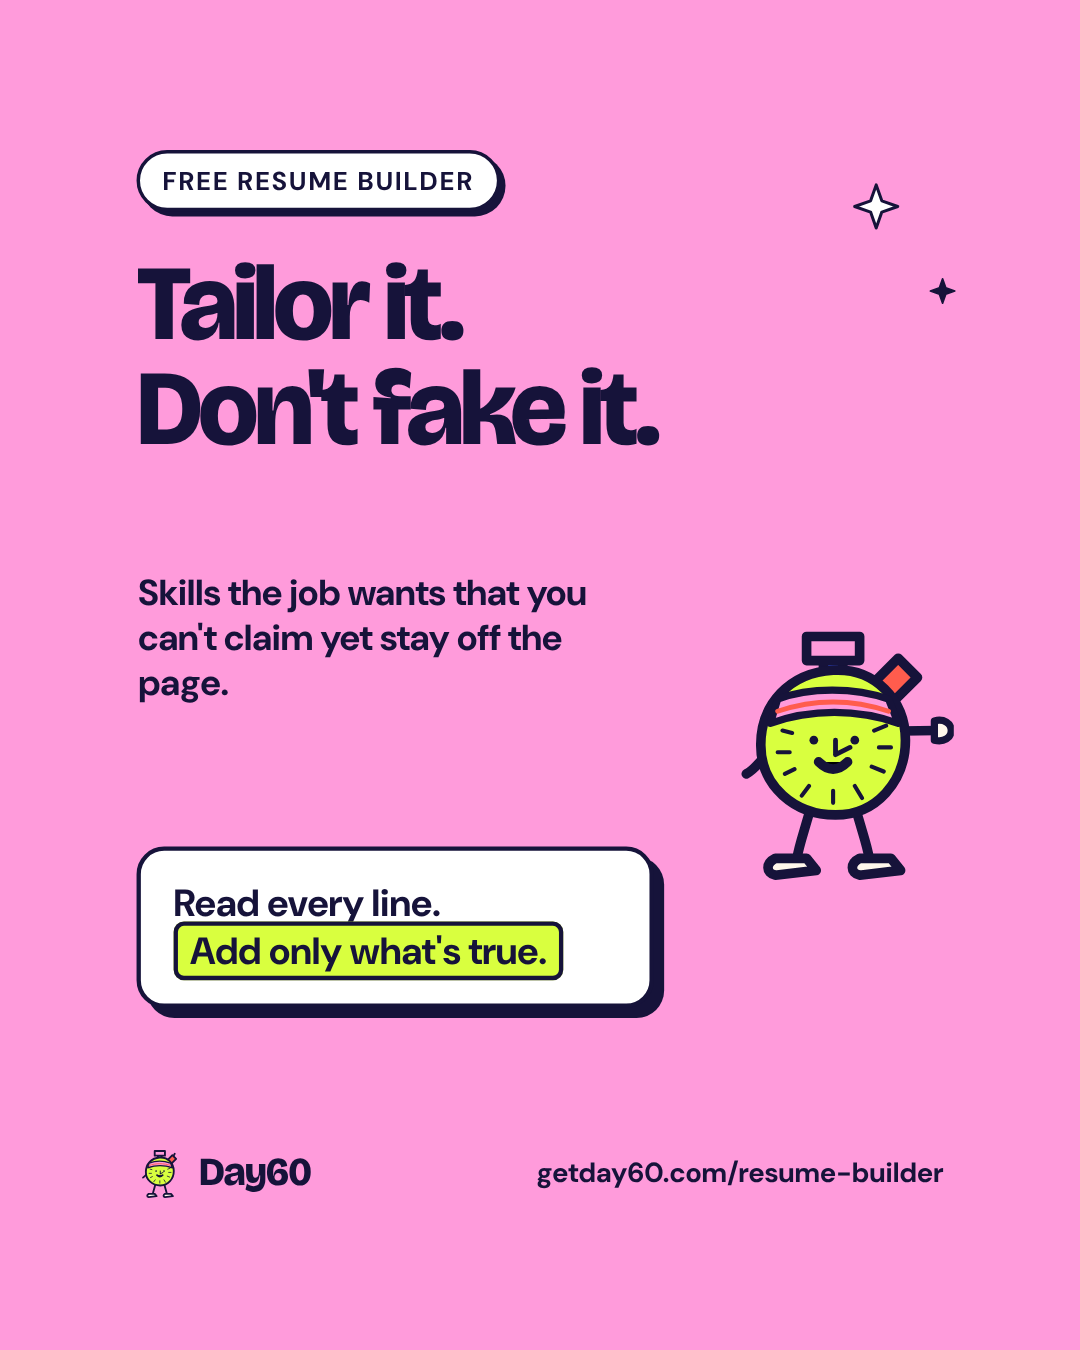 FREE RESUME BUILDER
Tailor it.
Don't fake it.
Skills the job wants that you
can't claim yet stay off the
page.
Read every line.
Add only what's true.
Day60
getday60.com/resume-builder